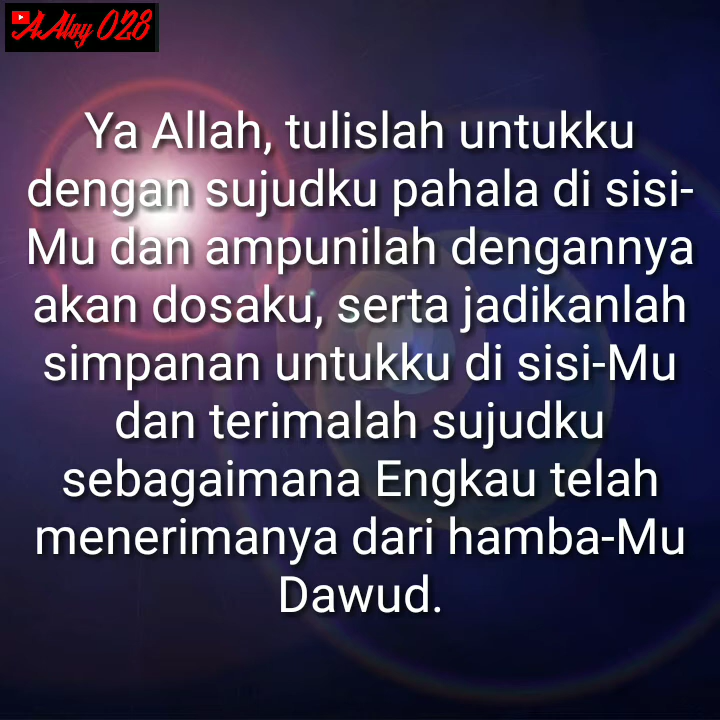 AAloy 028
Ya Allah, tulislah untukku
dengan sujudku pahala di sisi-
Mu dan ampunilah dengannya
akan dosaku, serta jadikanlah
simpanan untukku di sisi-Mu
dan terimalah sujudku
sebagaimana Engkau telah
menerimanya dari hamba-Mu
Dawud.